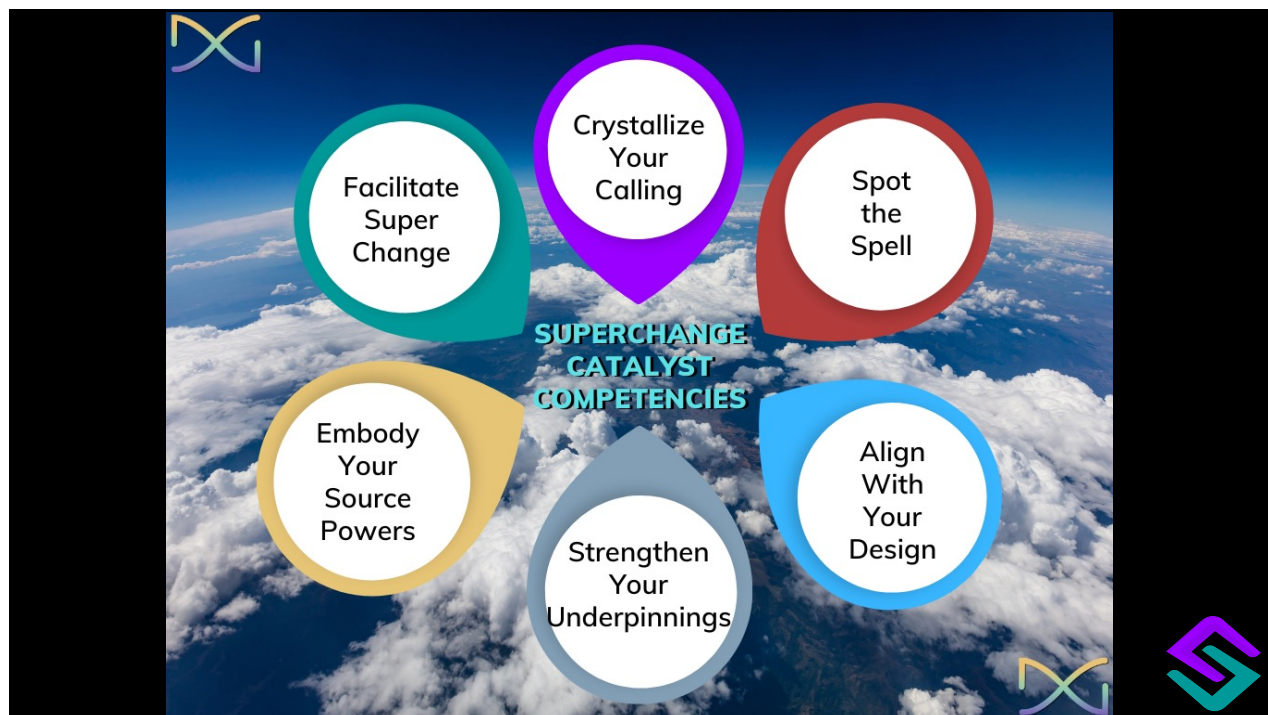 Crystallize
Your
Calling
Spot
the
Spell
Align
With
Your
Design
Strengthen
Your
Underpinnings
Embody
Your
Source
Powers
Facilitate
Super
Change
SUPERCHANGE
CATALYST
COMPETENCIES